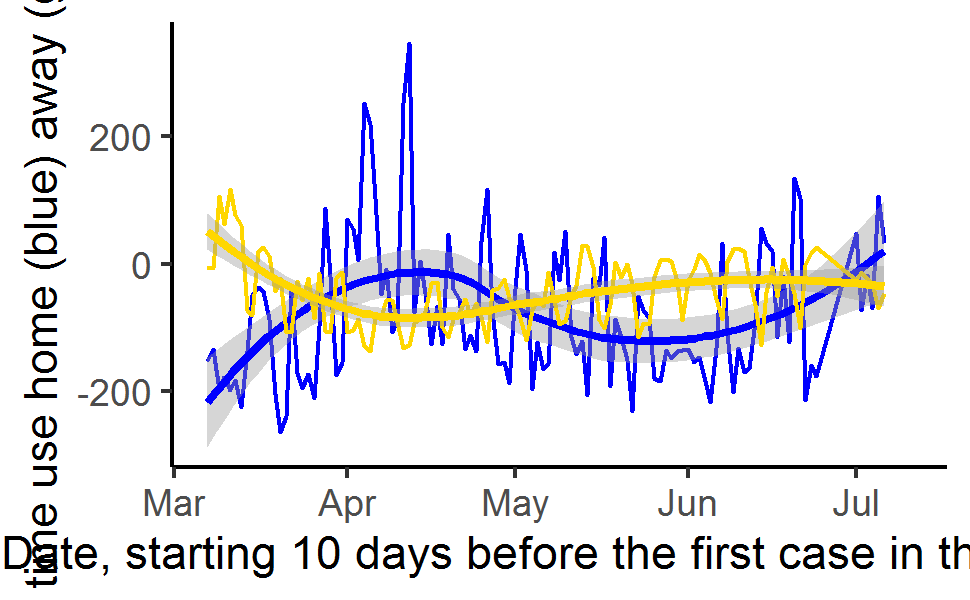 time use home (blue) away (
200
0
-200
Mar Apr May Jun Jul
Date, starting 10 days before the first case in th